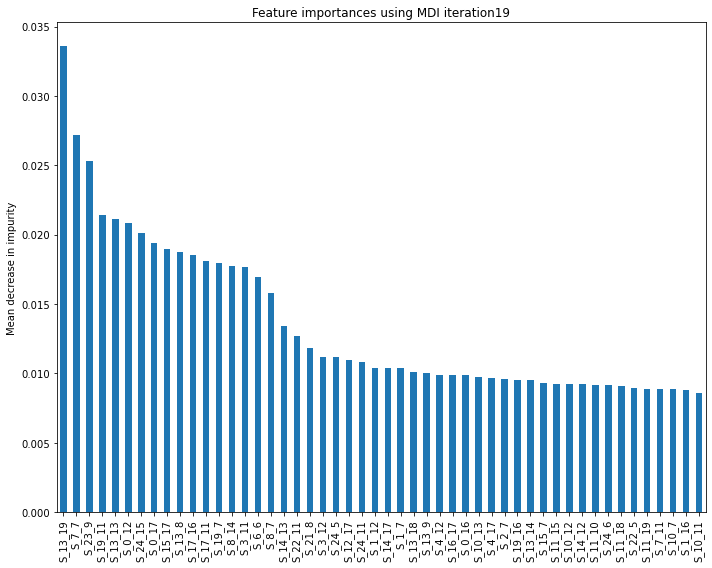 Feature importances using MDI iteration19
Mean decrease in impurity
0.035
0.030
0.025
0.020
0.015
0.010
0.005
0.000
S_13_19
S_7_7
S_23_9
S_19_11
S_13_13
S_0_12
S_24_15
S_0_17
S_15_17
S_13_8
S_17_16
S_17_11
S_19_7
S_8_14
S_3_11
S_6_6
S_8_7
S_14_13
S_22_11
S_21_8
S_3_12
S_24_5
S_12_17
S_24_11
S_1_12
S_14_17
S_1_7
S_13_18
S_13_9
S_4_12
S_16_17
S_0_16
S_10_13
S_4_17
S_2_7
S_19_16
S_13_14
S_15_7
S_11_15
S_10_12
S_14_12
S_11_10
S_24_6
S_11_18
S_22_5
S_11_19
S_7_11
S_10_7
S_1_16
S_10_11